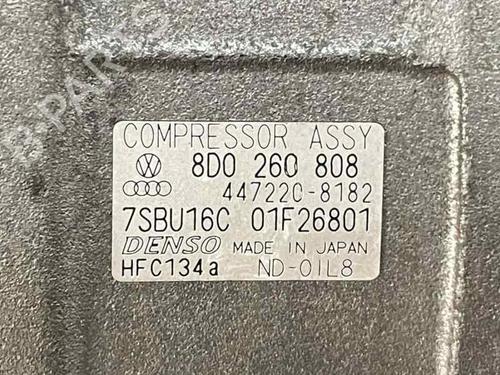 B-PARTS
COMPRESSOR ASSY
8D0 260 808
447220-8182
7SBU16C 01F26801
DENSO MADE IN JAPAN
HFC134a ND-OIL8